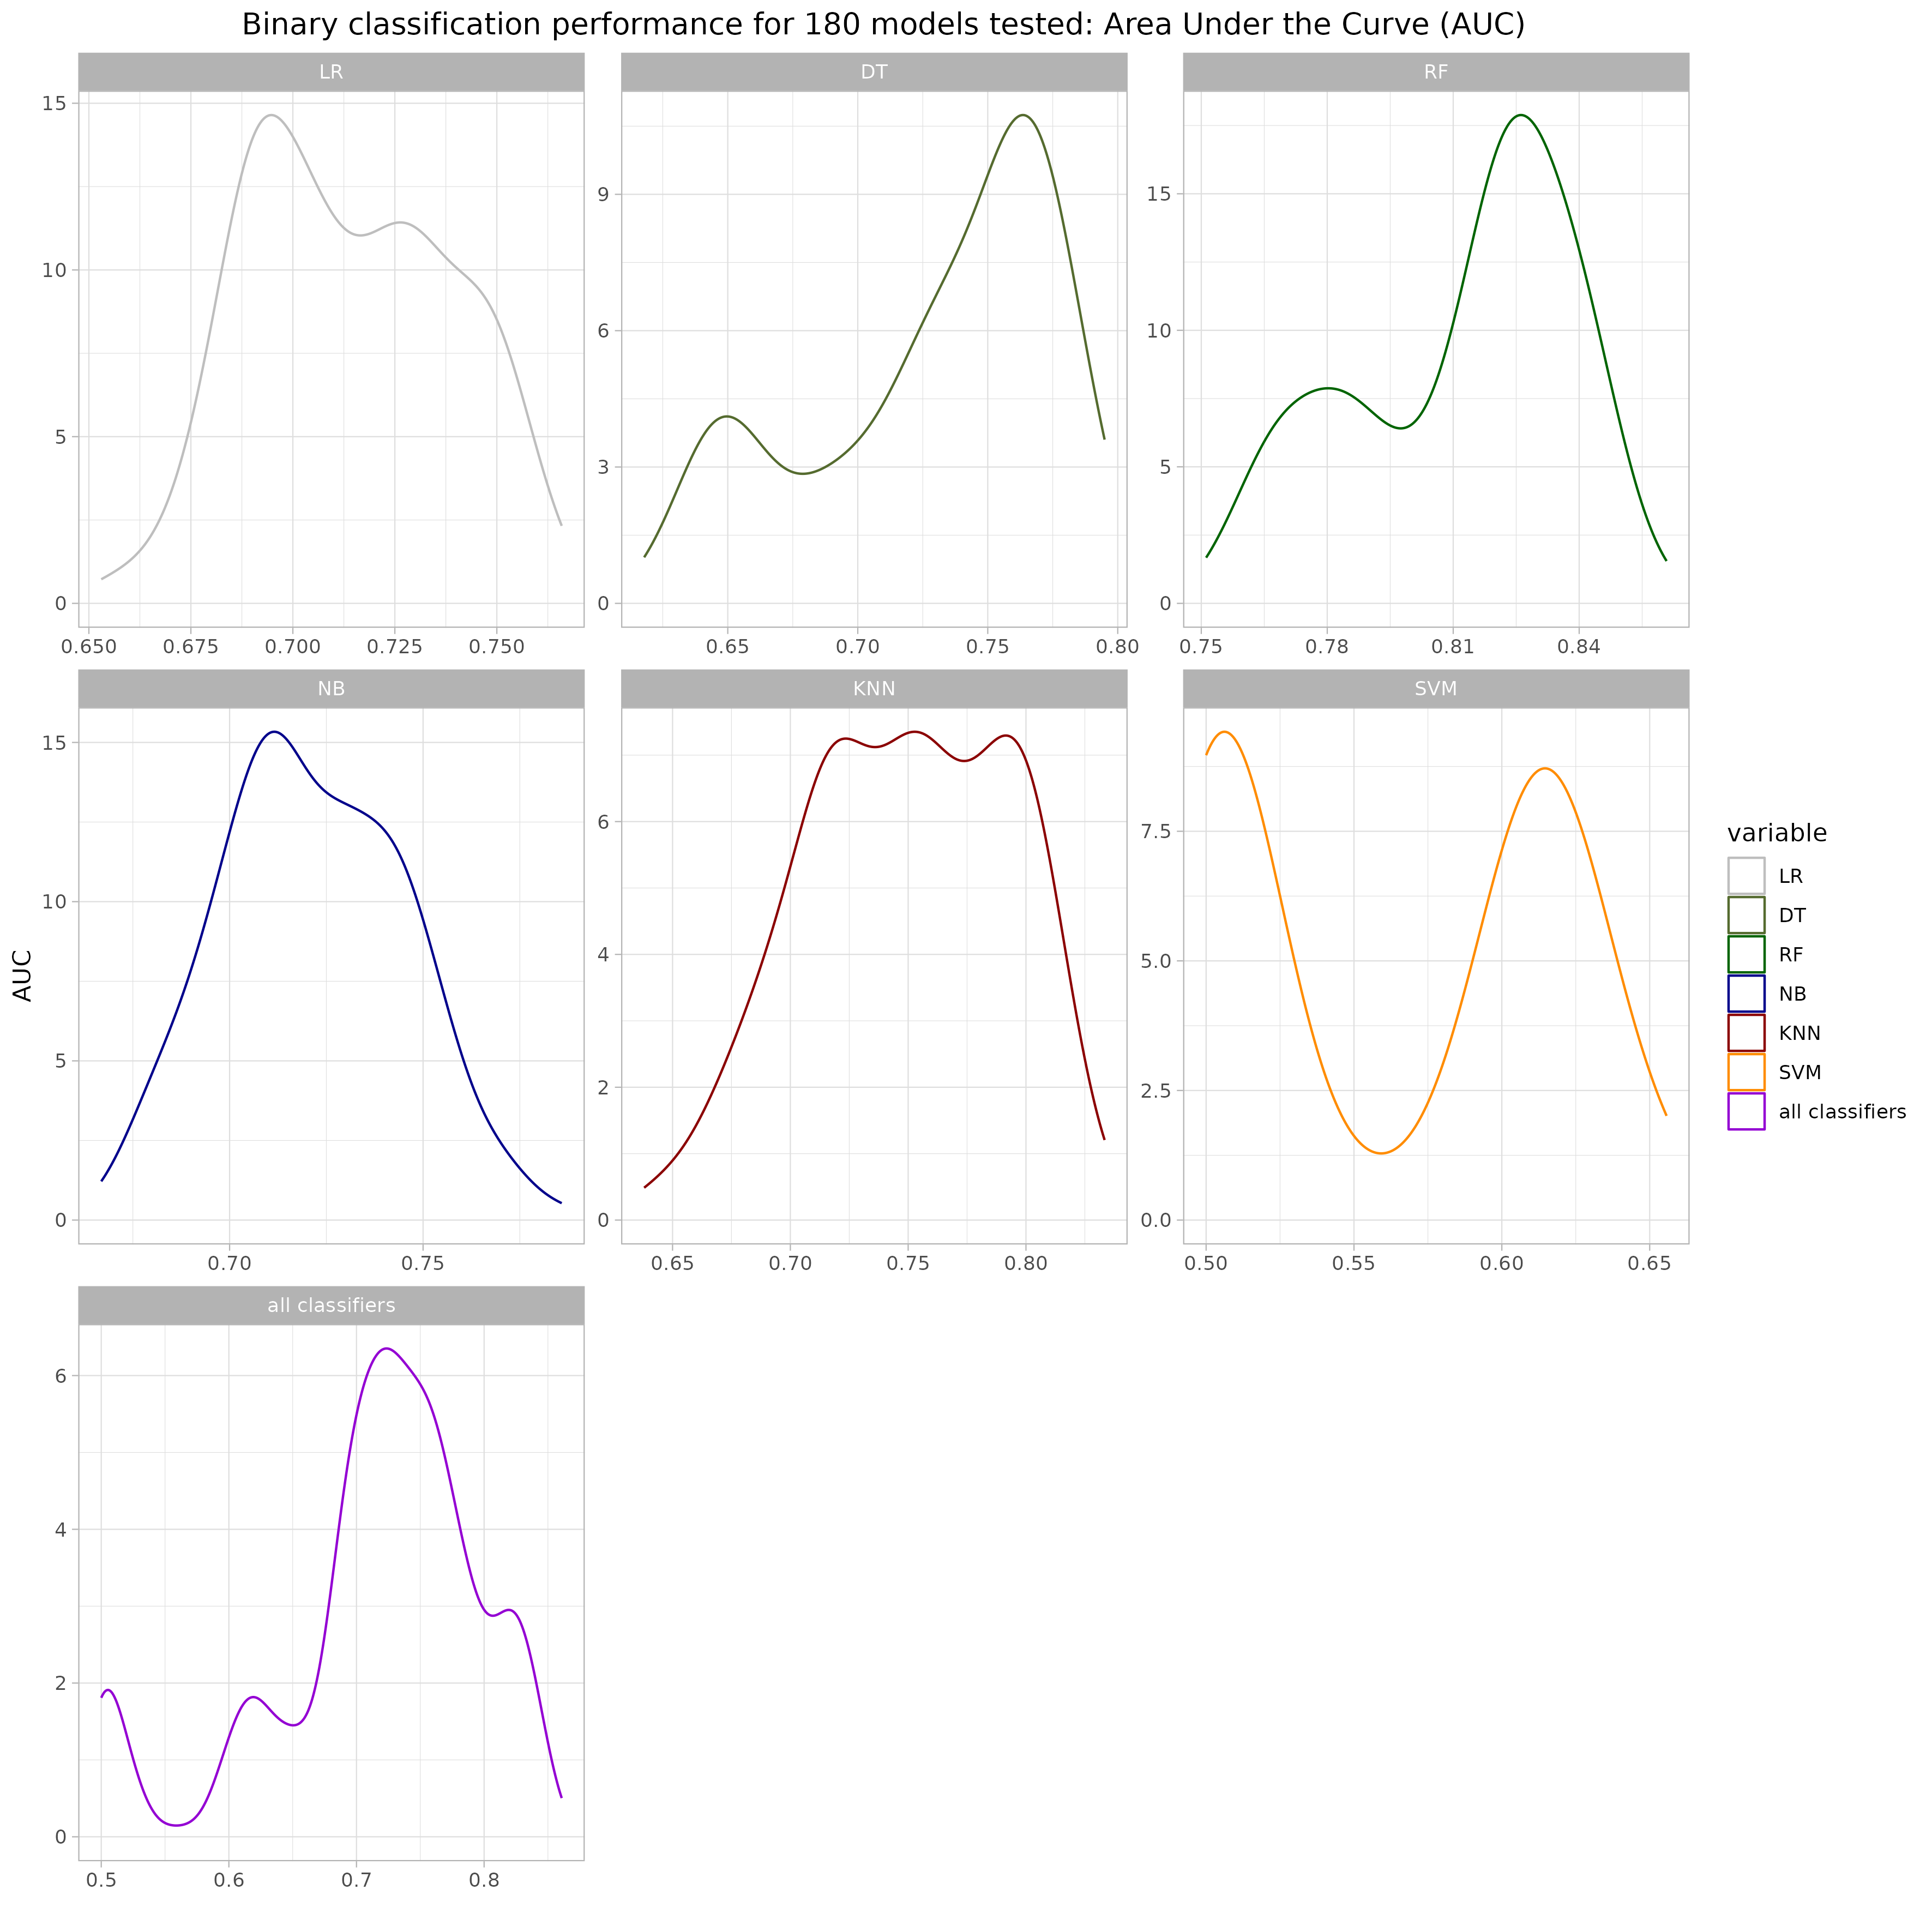 Binary classification performance for 180 models tested: Area Under the Curve (AUC)
LR
DT
RF
15
10
5
0
0.650 0.675 0.700 0.725 0.750
9
6
3
0
0.65 0.70 0.75 0.80
15
10
5
0
0.75 0.78 0.81 0.84
NB
KNN
SVM
15
10
5
0
0.70 0.75
6
4
2
0
0.65 0.70 0.75 0.80
7.5
5.0
2.5
0.0
0.50 0.55 0.60 0.65
all classifiers
6
4
2
0
0.5 0.6 0.7 0.8
AUC
variable
LR
DT
RF
NB
KNN
SVM
all classifiers